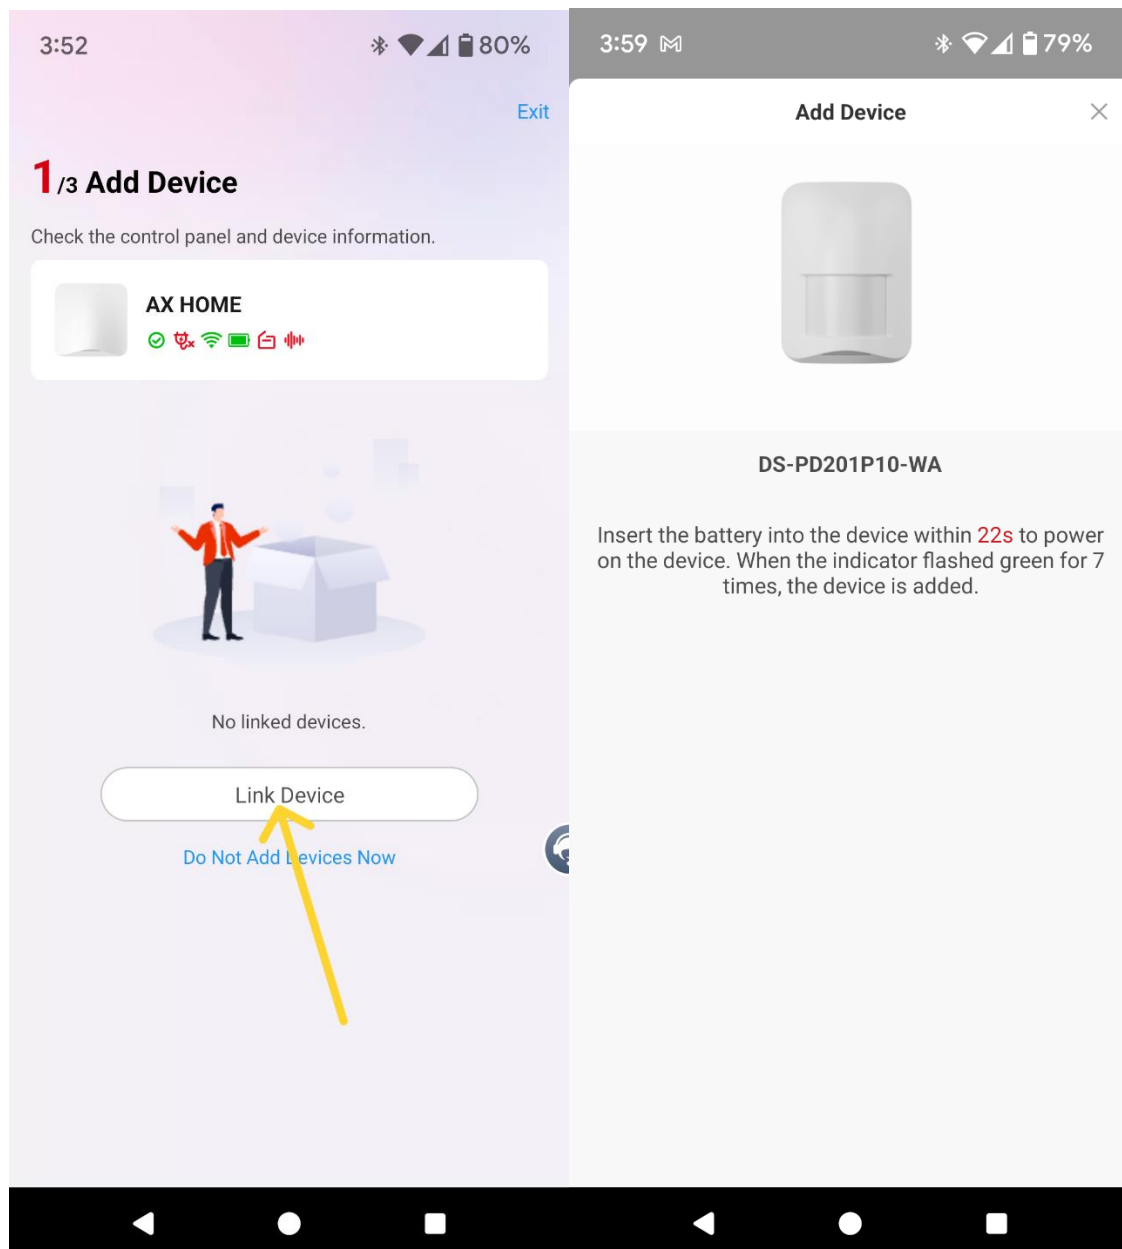 3:52
80%
Exit
1/3 Add Device
Check the control panel and device information.
AX HOME
No linked devices.
Link Device
Do Not Add Devices Now
3:59
79%
Add Device
DS-PD201P10-WA
Insert the battery into the device within 22s to power
on the device. When the indicator flashed green for 7
times, the device is added.